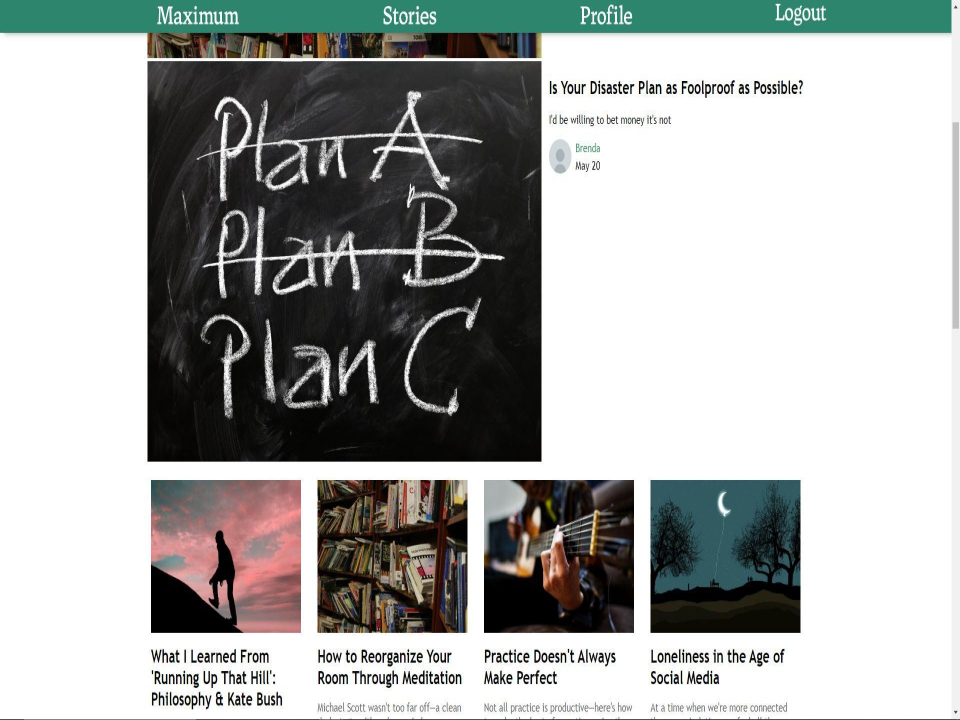 Maximum Stories Profile Logout
Plan A
Plan B
Plan C
Is Your Disaster Plan as Foolproof as Possible?
I'd be willing to bet money it's not
Brenda
May 20
What I Learned From
'Running Up That Hill':
Philosophy & Kate Bush
How to Reorganize Your
Room Through Meditation
Michael Scott wasn't too far off—a clean
Practice Doesn't Always
Make Perfect
Not all practice is productive—here's how
Loneliness in the Age of
Social Media
At a time when we're more connected